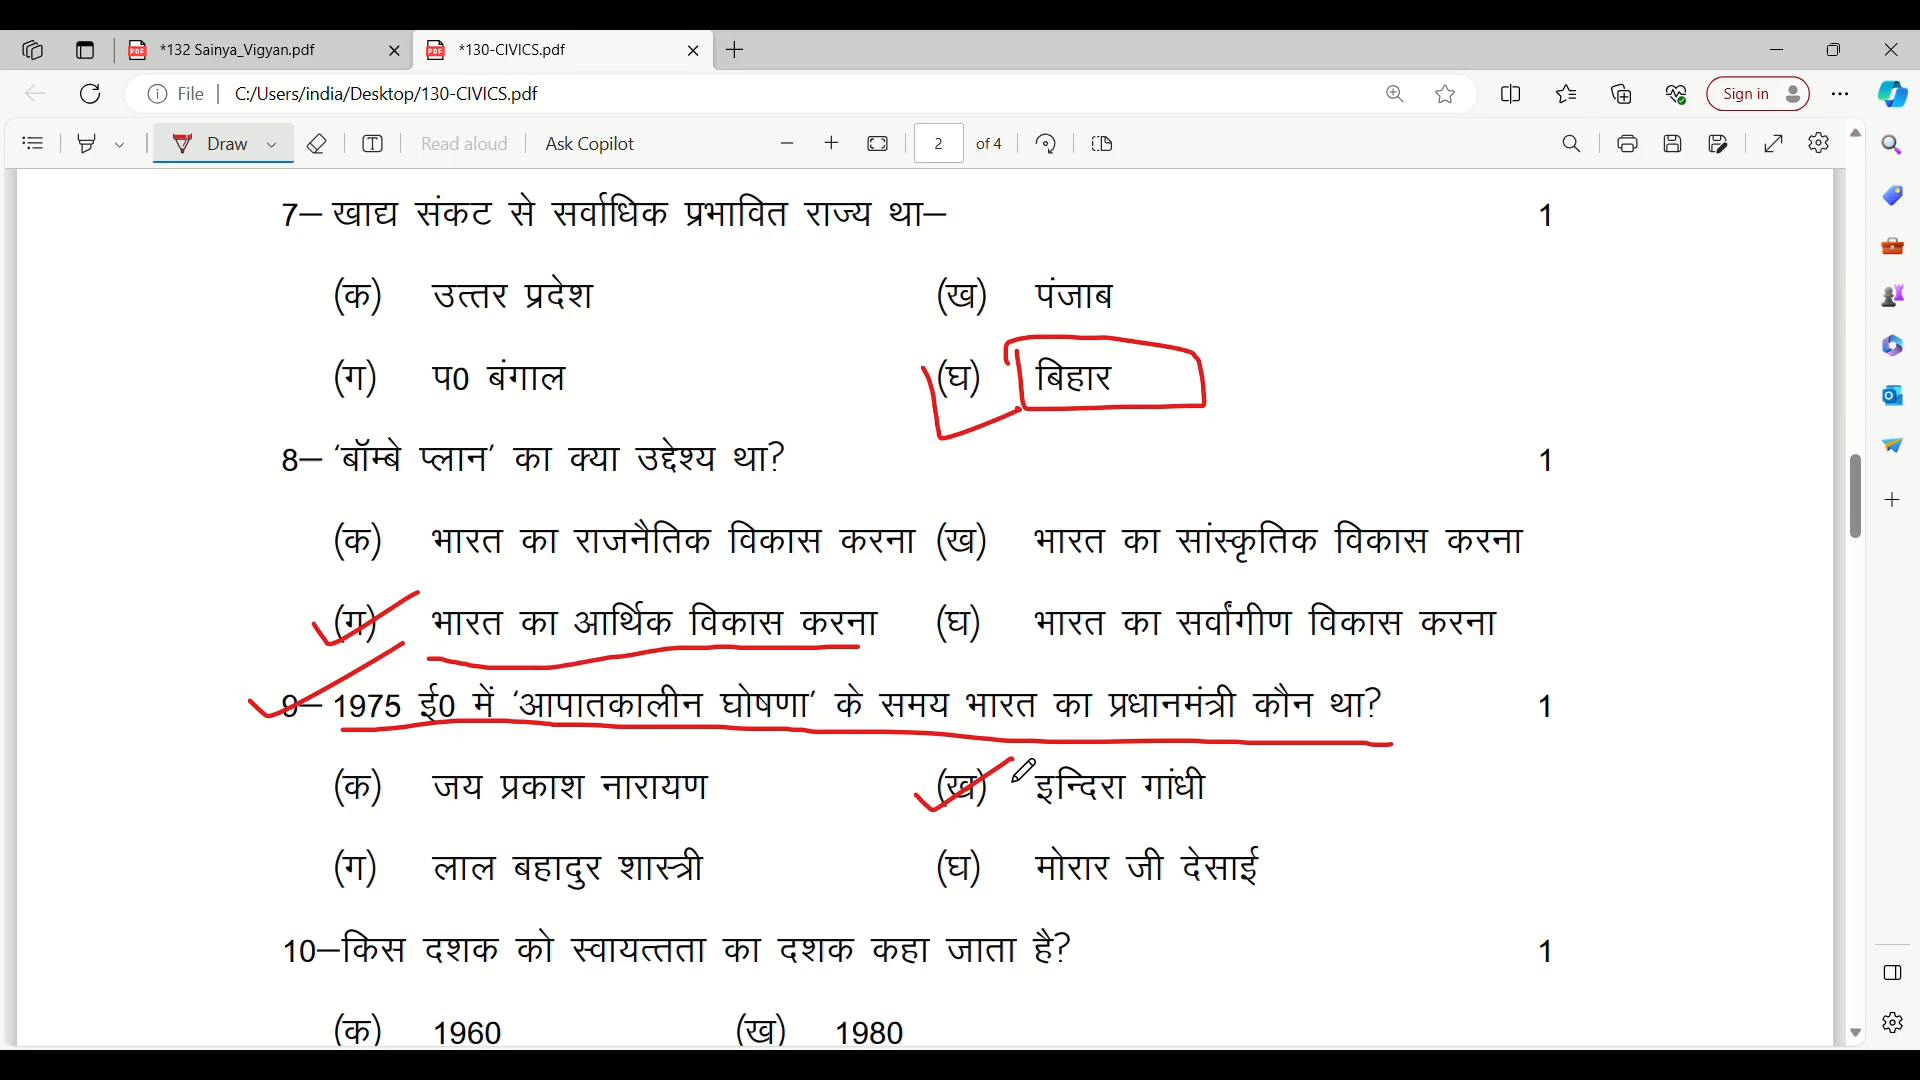 *132 Sainya_Vigyan.pdf
*130-CIVICS.pdf
File
C:/Users/india/Desktop/130-CIVICS.pdf
Sign in
Draw
Read aloud
Ask Copilot
2 of 4
7– खाद्य संकट से सर्वाधिक प्रभावित राज्य था– 1
(क) उत्तर प्रदेश (ख) पंजाब
(ग) प0 बंगाल (घ) बिहार
8– 'बॉम्बे प्लान' का क्या उद्देश्य था? 1
(क) भारत का राजनैतिक विकास करना (ख) भारत का सांस्कृतिक विकास करना
(ग) भारत का आर्थिक विकास करना (घ) भारत का सर्वांगीण विकास करना
9– 1975 ई0 में 'आपातकालीन घोषणा' के समय भारत का प्रधानमंत्री कौन था? 1
(क) जय प्रकाश नारायण (ख) इन्दिरा गांधी
(ग) लाल बहादुर शास्त्री (घ) मोरार जी देसाई
10–किस दशक को स्वायत्तता का दशक कहा जाता है? 1
(क) 1960 (ख) 1980